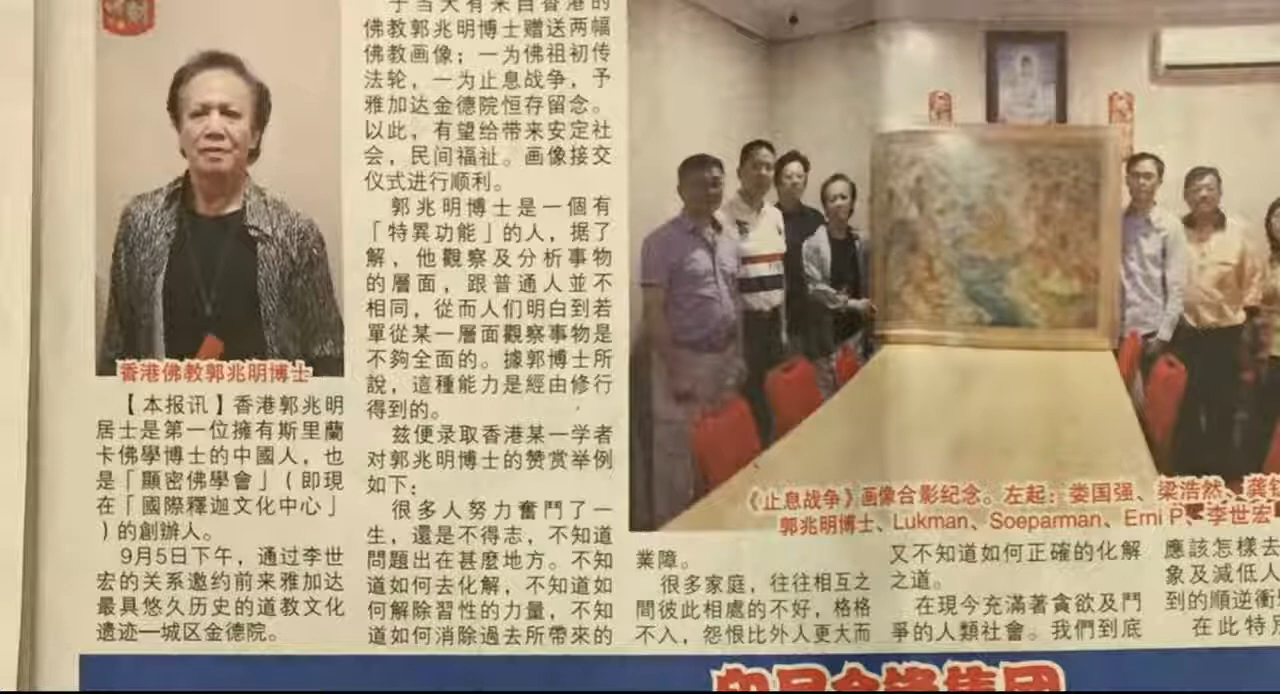 香港佛教郭兆明博士
【本报讯】香港郭兆明
居士是第一位擁有斯里蘭
卡佛學博士的中國人，也
是「顯密佛學會」（即現
在「國際釋迦文化中心」
）的創辦人。
9月5日下午，通过李世
宏的关系邀约前来雅加达
最具悠久历史的道教文化
遗迹—城区金德院。
于当天有来自香港的
佛教郭兆明博士赠送两幅
佛教画像；一为佛祖初传
法轮，一为止息战争，予
雅加达金德院恒存留念。
以此，有望给带来安定社
会，民间福祉。画像接交
仪式进行顺利。
郭兆明博士是一個有
「特異功能」的人，据了
解，他觀察及分析事物
的層面，跟普通人並不
相同，從而人们明白到若
單從某一層面觀察事物是
不夠全面的。據郭博士所
說，這種能力是經由修行
得到的。
兹便录取香港某一学者
对郭兆明博士的赞赏举例
如下：
很多人努力奮鬥了一
生，還是不得志，不知道
問題出在甚麼地方。不知
道如何去化解，不知道如
何解除習性的力量，不知
道如何消除過去所帶來的
《止息战争》画像合影纪念。左起：娄国强、梁浩然、龚
郭兆明博士、Lukman、Soeparman、Erni P、李世宏
業障。
很多家庭，往往相互之
間彼此相處的不好，格格
不入，怨恨比外人更大而
又不知道如何正確的化解
之道。
在現今充滿著貪欲及鬥
爭的人類社會。我們到底
應該怎樣去
象及減低人
到的順逆衝
在此特別